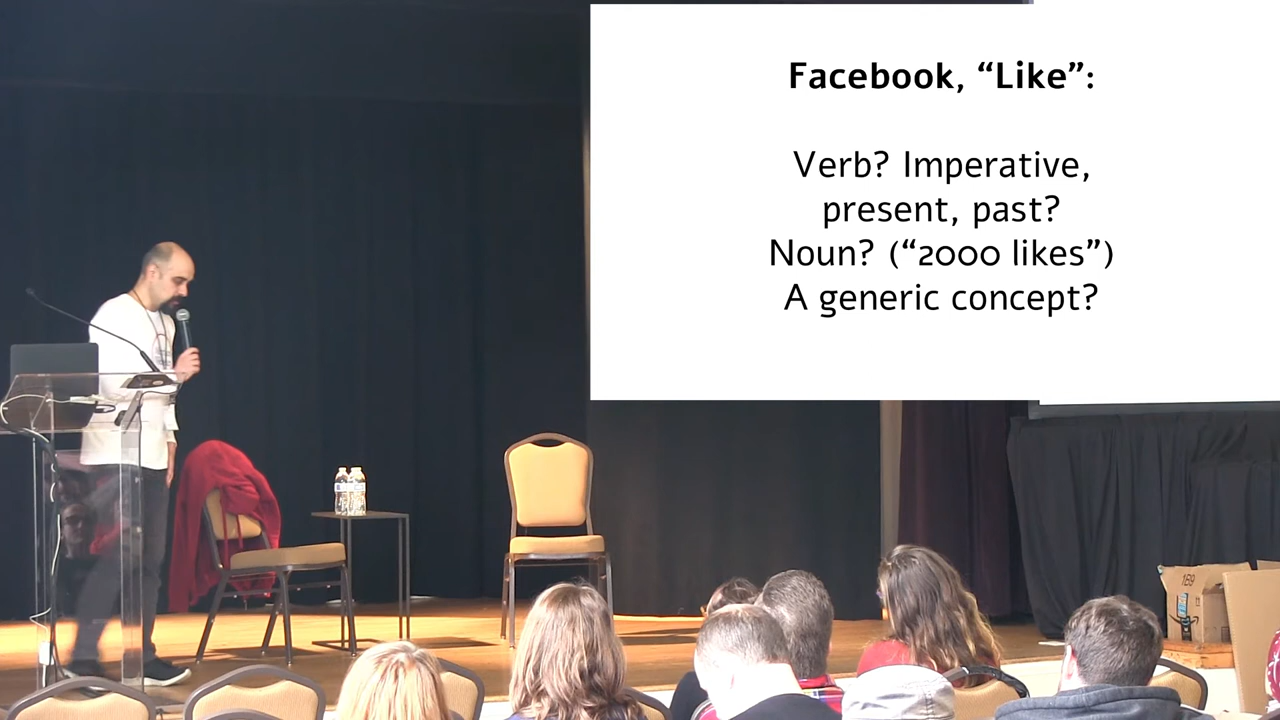 Facebook, “Like”:
Verb? Imperative,
present, past?
Noun? (“2000 likes”)
A generic concept?